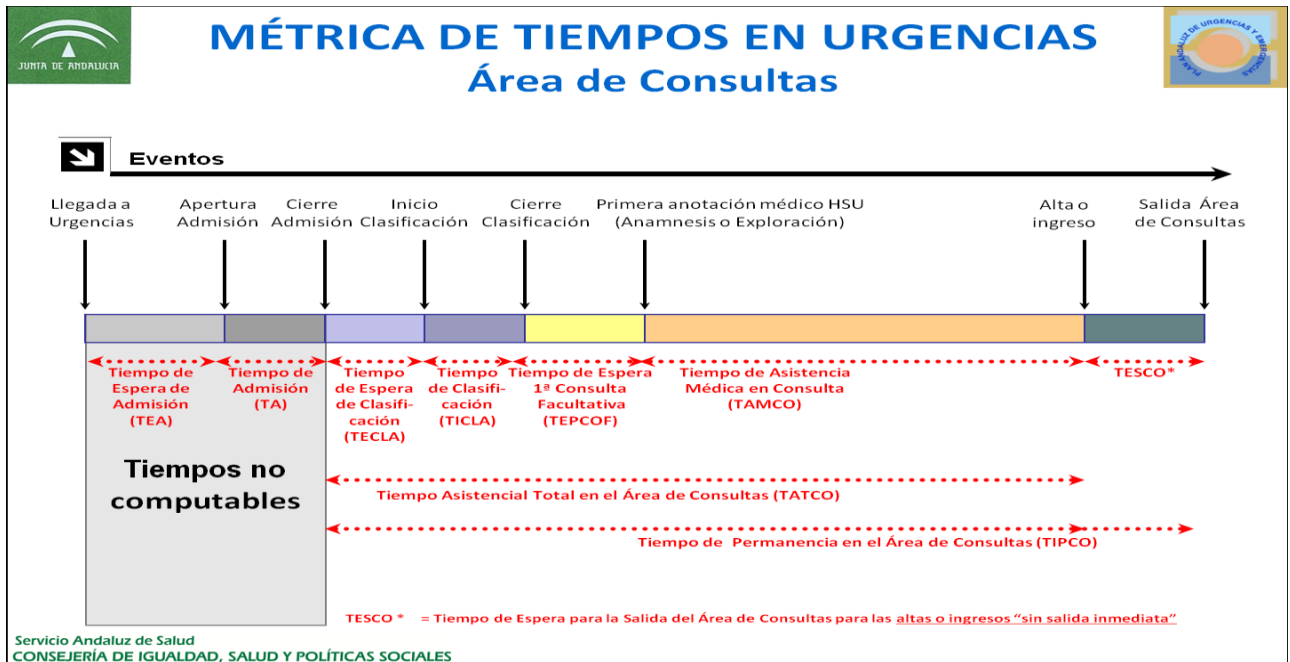 JUNTA DE ANDALUCIA
MÉTRICA DE TIEMPOS EN URGENCIAS
Área de Consultas
PLAN ANDALUZ DE URGENCIAS Y EMERGENCIAS
Eventos
Llegada a
Urgencias
Apertura
Admisión
Cierre
Admisión
Inicio
Clasificación
Cierre
Clasificación
Primera anotación médico HSU
(Anamnesis o Exploración)
Alta o
ingreso
Salida Área
de Consultas
Tiempo de
Espera de
Admisión
(TEA)
Tiempo de
Admisión
(TA)
Tiempo
de Espera
de Clasifi-
cación
(TECLA)
Tiempo
de Clasifi-
cación
(TICLA)
Tiempo de Espera
1ª Consulta
Facultativa
(TEPCOF)
Tiempo de Asistencia
Médica en Consulta
(TAMCO)
TESCO*
Tiempos no
computables
Tiempo Asistencial Total en el Área de Consultas (TATCO)
Tiempo de Permanencia en el Área de Consultas (TIPCO)
TESCO * = Tiempo de Espera para la Salida del Área de Consultas para las altas o ingresos “sin salida inmediata”
Servicio Andaluz de Salud
CONSEJERÍA DE IGUALDAD, SALUD Y POLÍTICAS SOCIALES